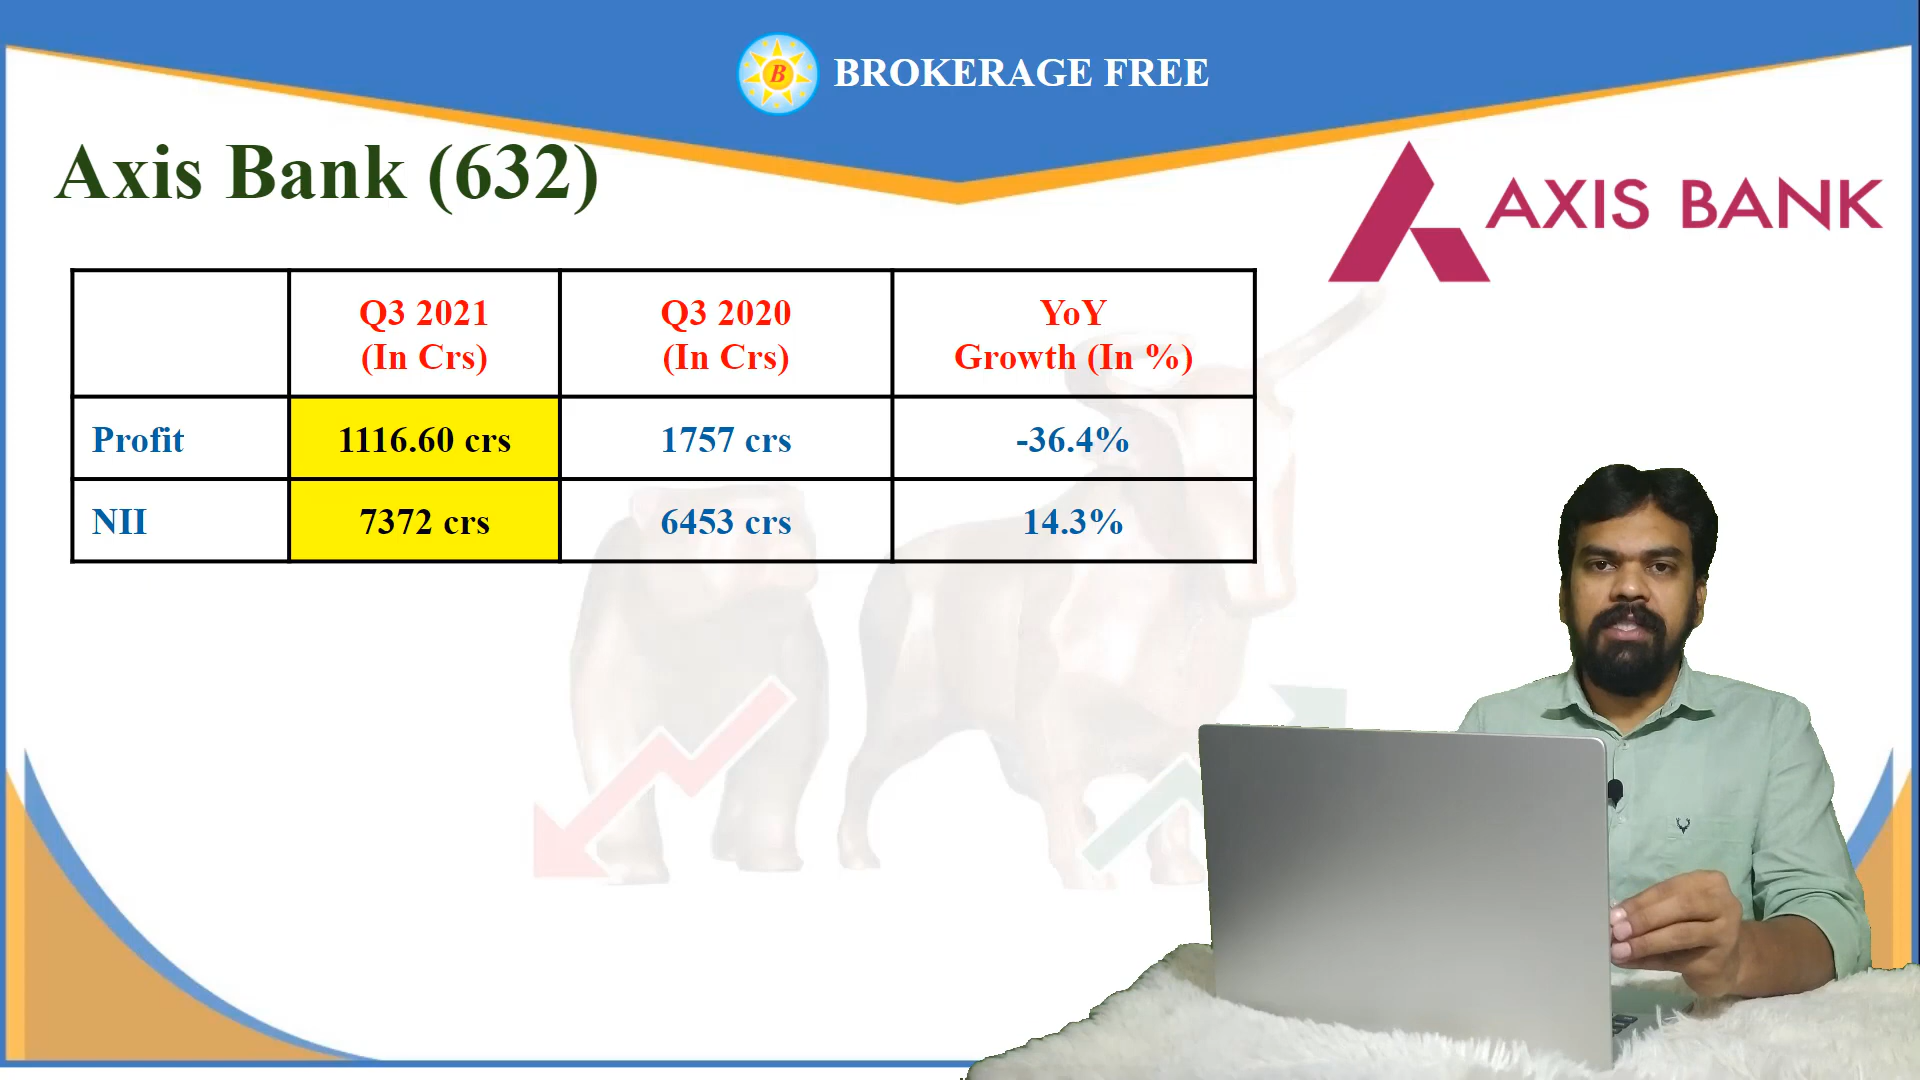 B BROKERAGE FREE
Axis Bank (632)
AXIS BANK
Q3 2021 Q3 2020 YoY
(In Crs) (In Crs) Growth (In %)
Profit 1116.60 crs 1757 crs -36.4%
NII 7372 crs 6453 crs 14.3%